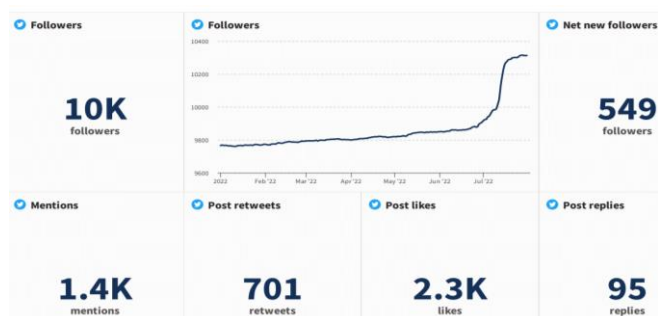 Followers
10K
followers
Followers
10400
10200
10000
9800
9600
2022
Feb '22
Mar '22
Apr '22
May '22
Jun '22
Jul '22
Net new followers
549
followers
Mentions
1.4K
mentions
Post retweets
701
retweets
Post likes
2.3K
likes
Post replies
95
replies